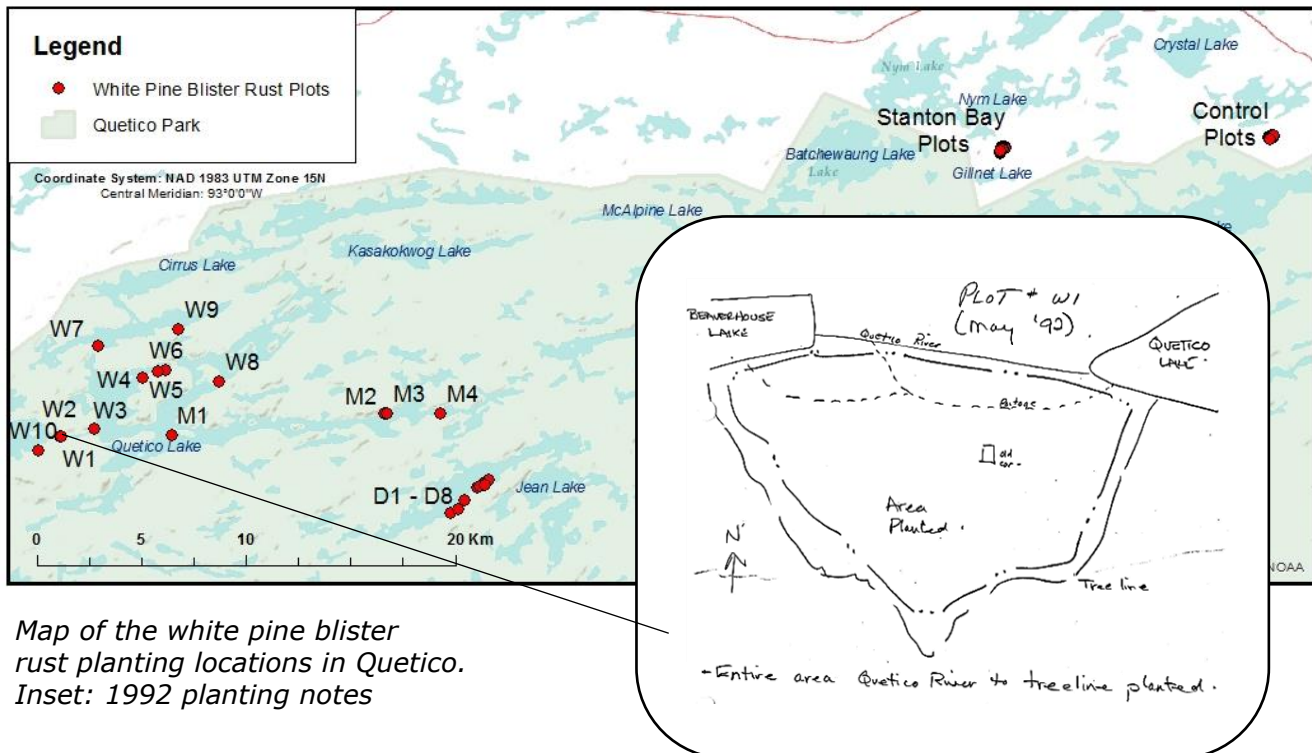 Legend
White Pine Blister Rust Plots
Quetico Park
Coordinate System: NAD 1983 UTM Zone 15N
Central Meridian: 93°0'0"W
Crystal Lake
Nym Lake
Nym Lake
Stanton Bay
Plots
Control
Plots
Batchewaung Lake
Lake
Gillnet Lake
McAlpine Lake
Kasakokwog Lake
Cirrus Lake
W9
W7
W6
W8
W4
W5
M2
M3
M4
W2
W3
M1
W10
Quetico Lake
W1
D1 - D8
Jean Lake
0
5
10
20 Km
NOAA
PLOT # W1
(May '92)
BEAVERHOUSE
LAKE
Quetico River
QUETICO
LAKE
Portage
old
car.
Area
Planted.
N
Tree line
-Entire area Quetico River to treeline planted.
Map of the white pine blister
rust planting locations in Quetico.
Inset: 1992 planting notes